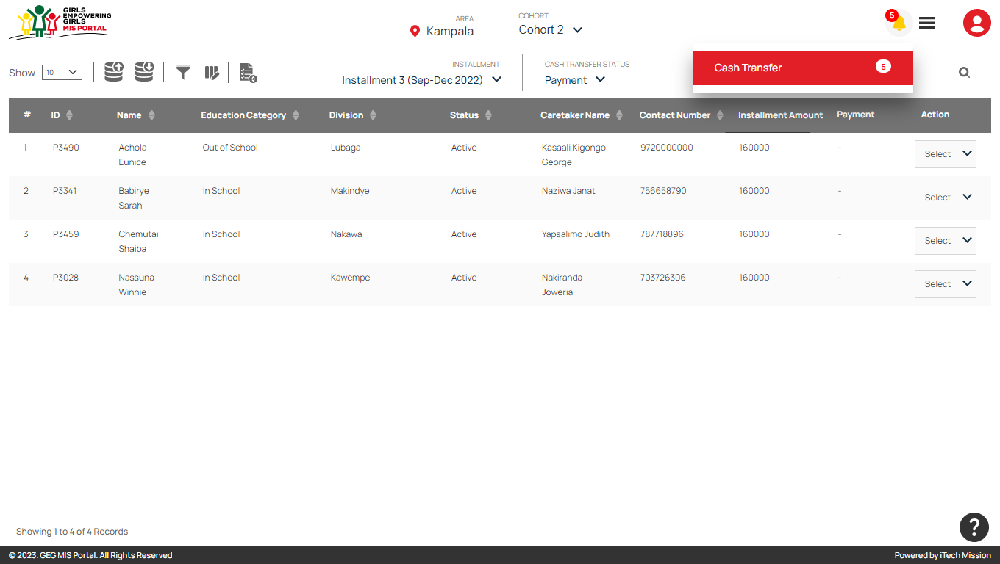 GIRLS
EMPOWERING
GIRLS
MIS PORTAL
AREA
Kampala
COHORT
Cohort 2
5
Cash Transfer 5
Show 10
INSTALLMENT
Installment 3 (Sep-Dec 2022)
CASH TRANSFER STATUS
Payment
# ID Name Education Category Division Status Caretaker Name Contact Number Installment Amount Payment Action
1 P3490 Achola Eunice Out of School Lubaga Active Kasaali Kigongo George 9720000000 160000 - Select
2 P3341 Babirye Sarah In School Makindye Active Naziwa Janat 756658790 160000 - Select
3 P3459 Chemutai Shaiba In School Nakawa Active Yapsalimo Judith 787718896 160000 - Select
4 P3028 Nassuna Winnie In School Kawempe Active Nakiranda Joweria 703726306 160000 - Select
Showing 1 to 4 of 4 Records
?
© 2023. GEG MIS Portal. All Rights Reserved
Powered by iTech Mission